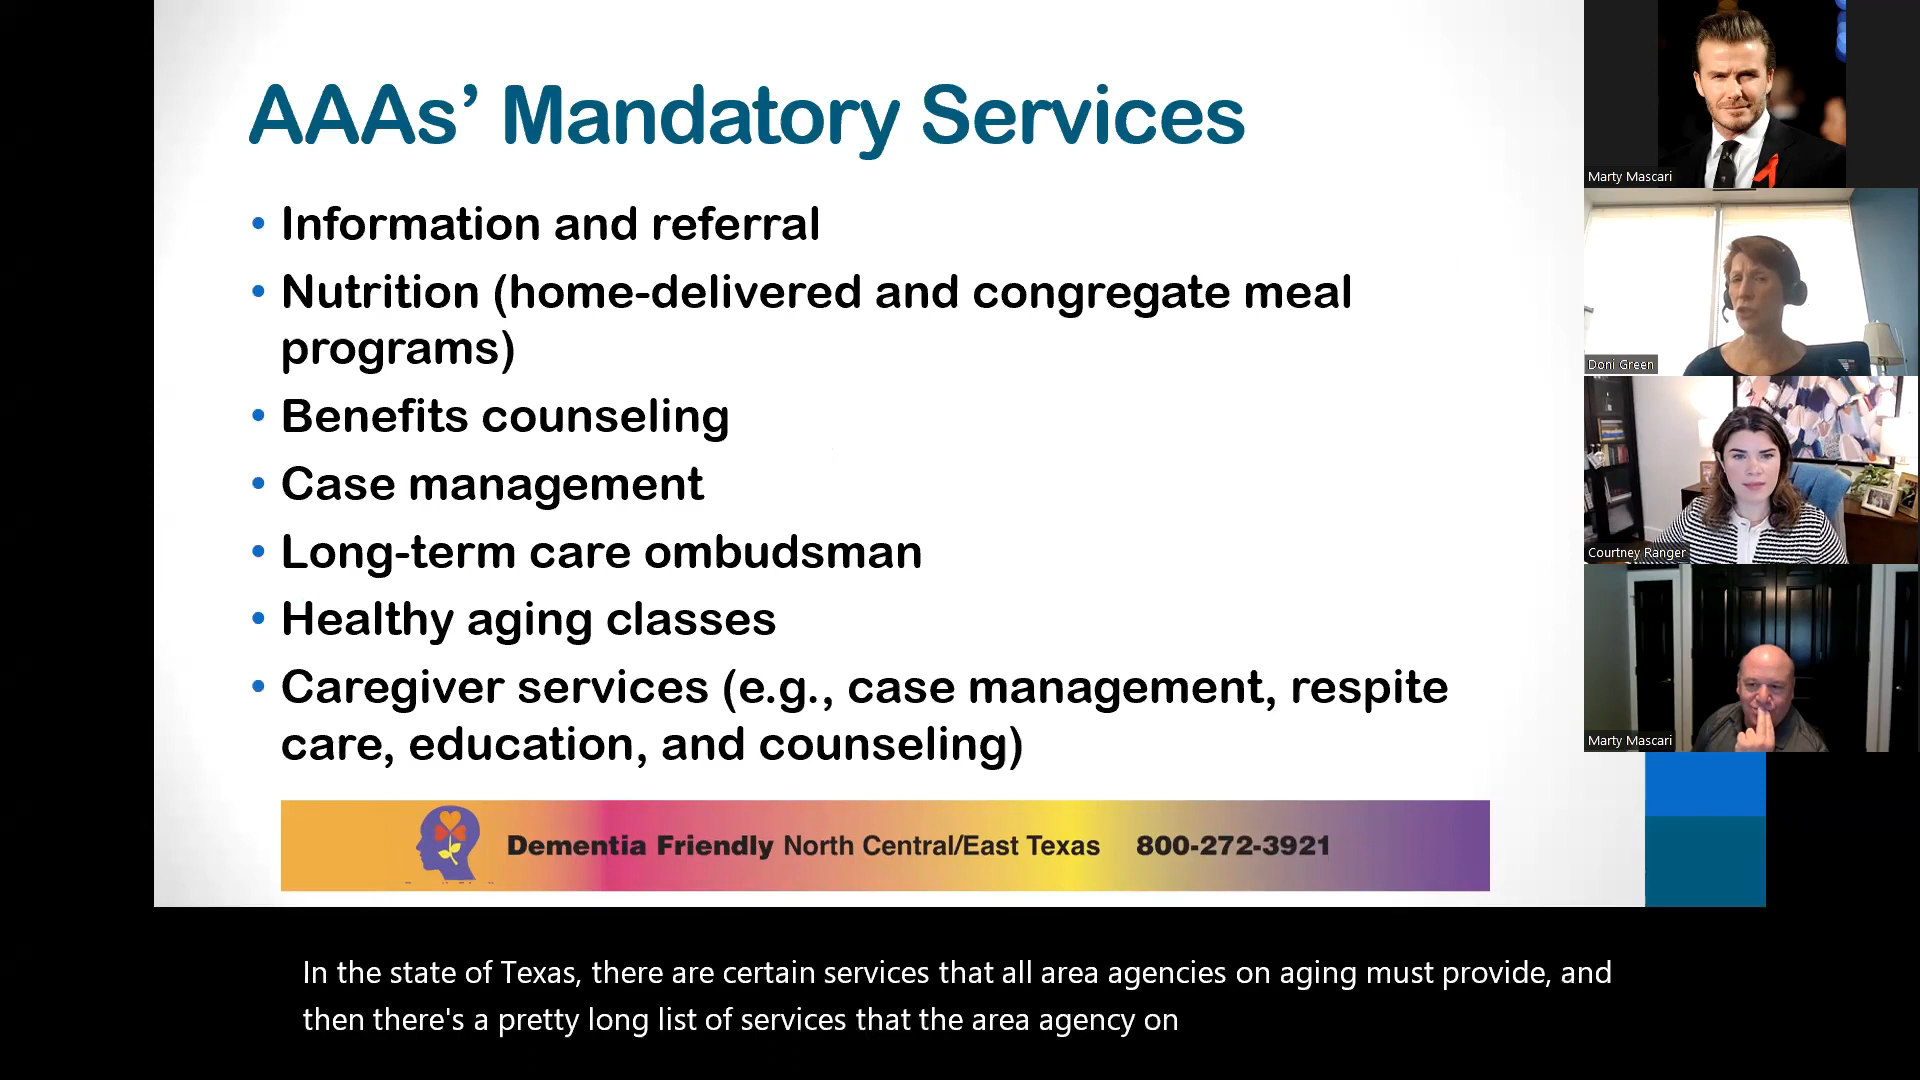 AAAs’ Mandatory Services
• Information and referral
• Nutrition (home-delivered and congregate meal
programs)
• Benefits counseling
• Case management
• Long-term care ombudsman
• Healthy aging classes
• Caregiver services (e.g., case management, respite
care, education, and counseling)
Dementia Friendly North Central/East Texas 800-272-3921
Marty Mascari
Doni Green
Courtney Ranger
Marty Mascari
In the state of Texas, there are certain services that all area agencies on aging must provide, and
then there's a pretty long list of services that the area agency on